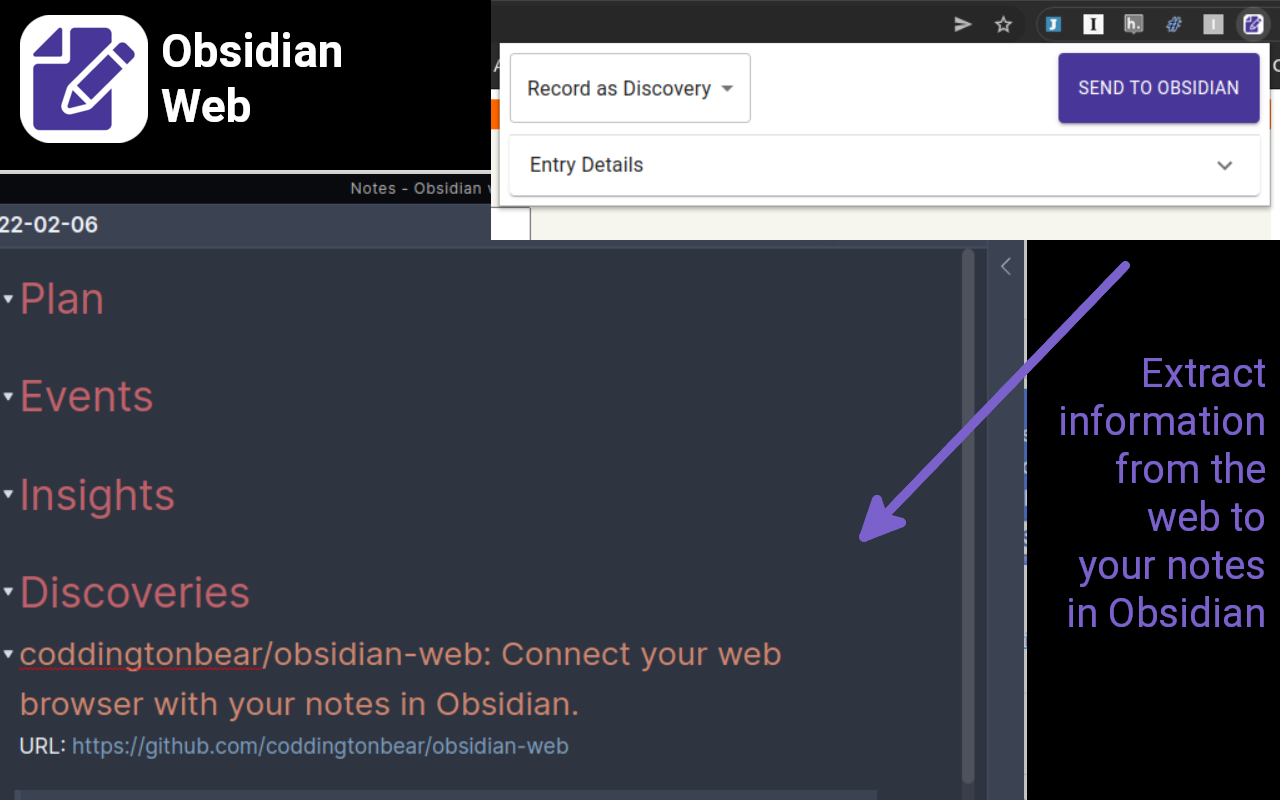 Obsidian
Web
Record as Discovery
SEND TO OBSIDIAN
Entry Details
Notes - Obsidian
22-02-06
Plan
Events
Insights
Discoveries
coddingtonbear/obsidian-web: Connect your web
browser with your notes in Obsidian.
URL: https://github.com/coddingtonbear/obsidian-web
Extract
information
from the
web to
your notes
in Obsidian